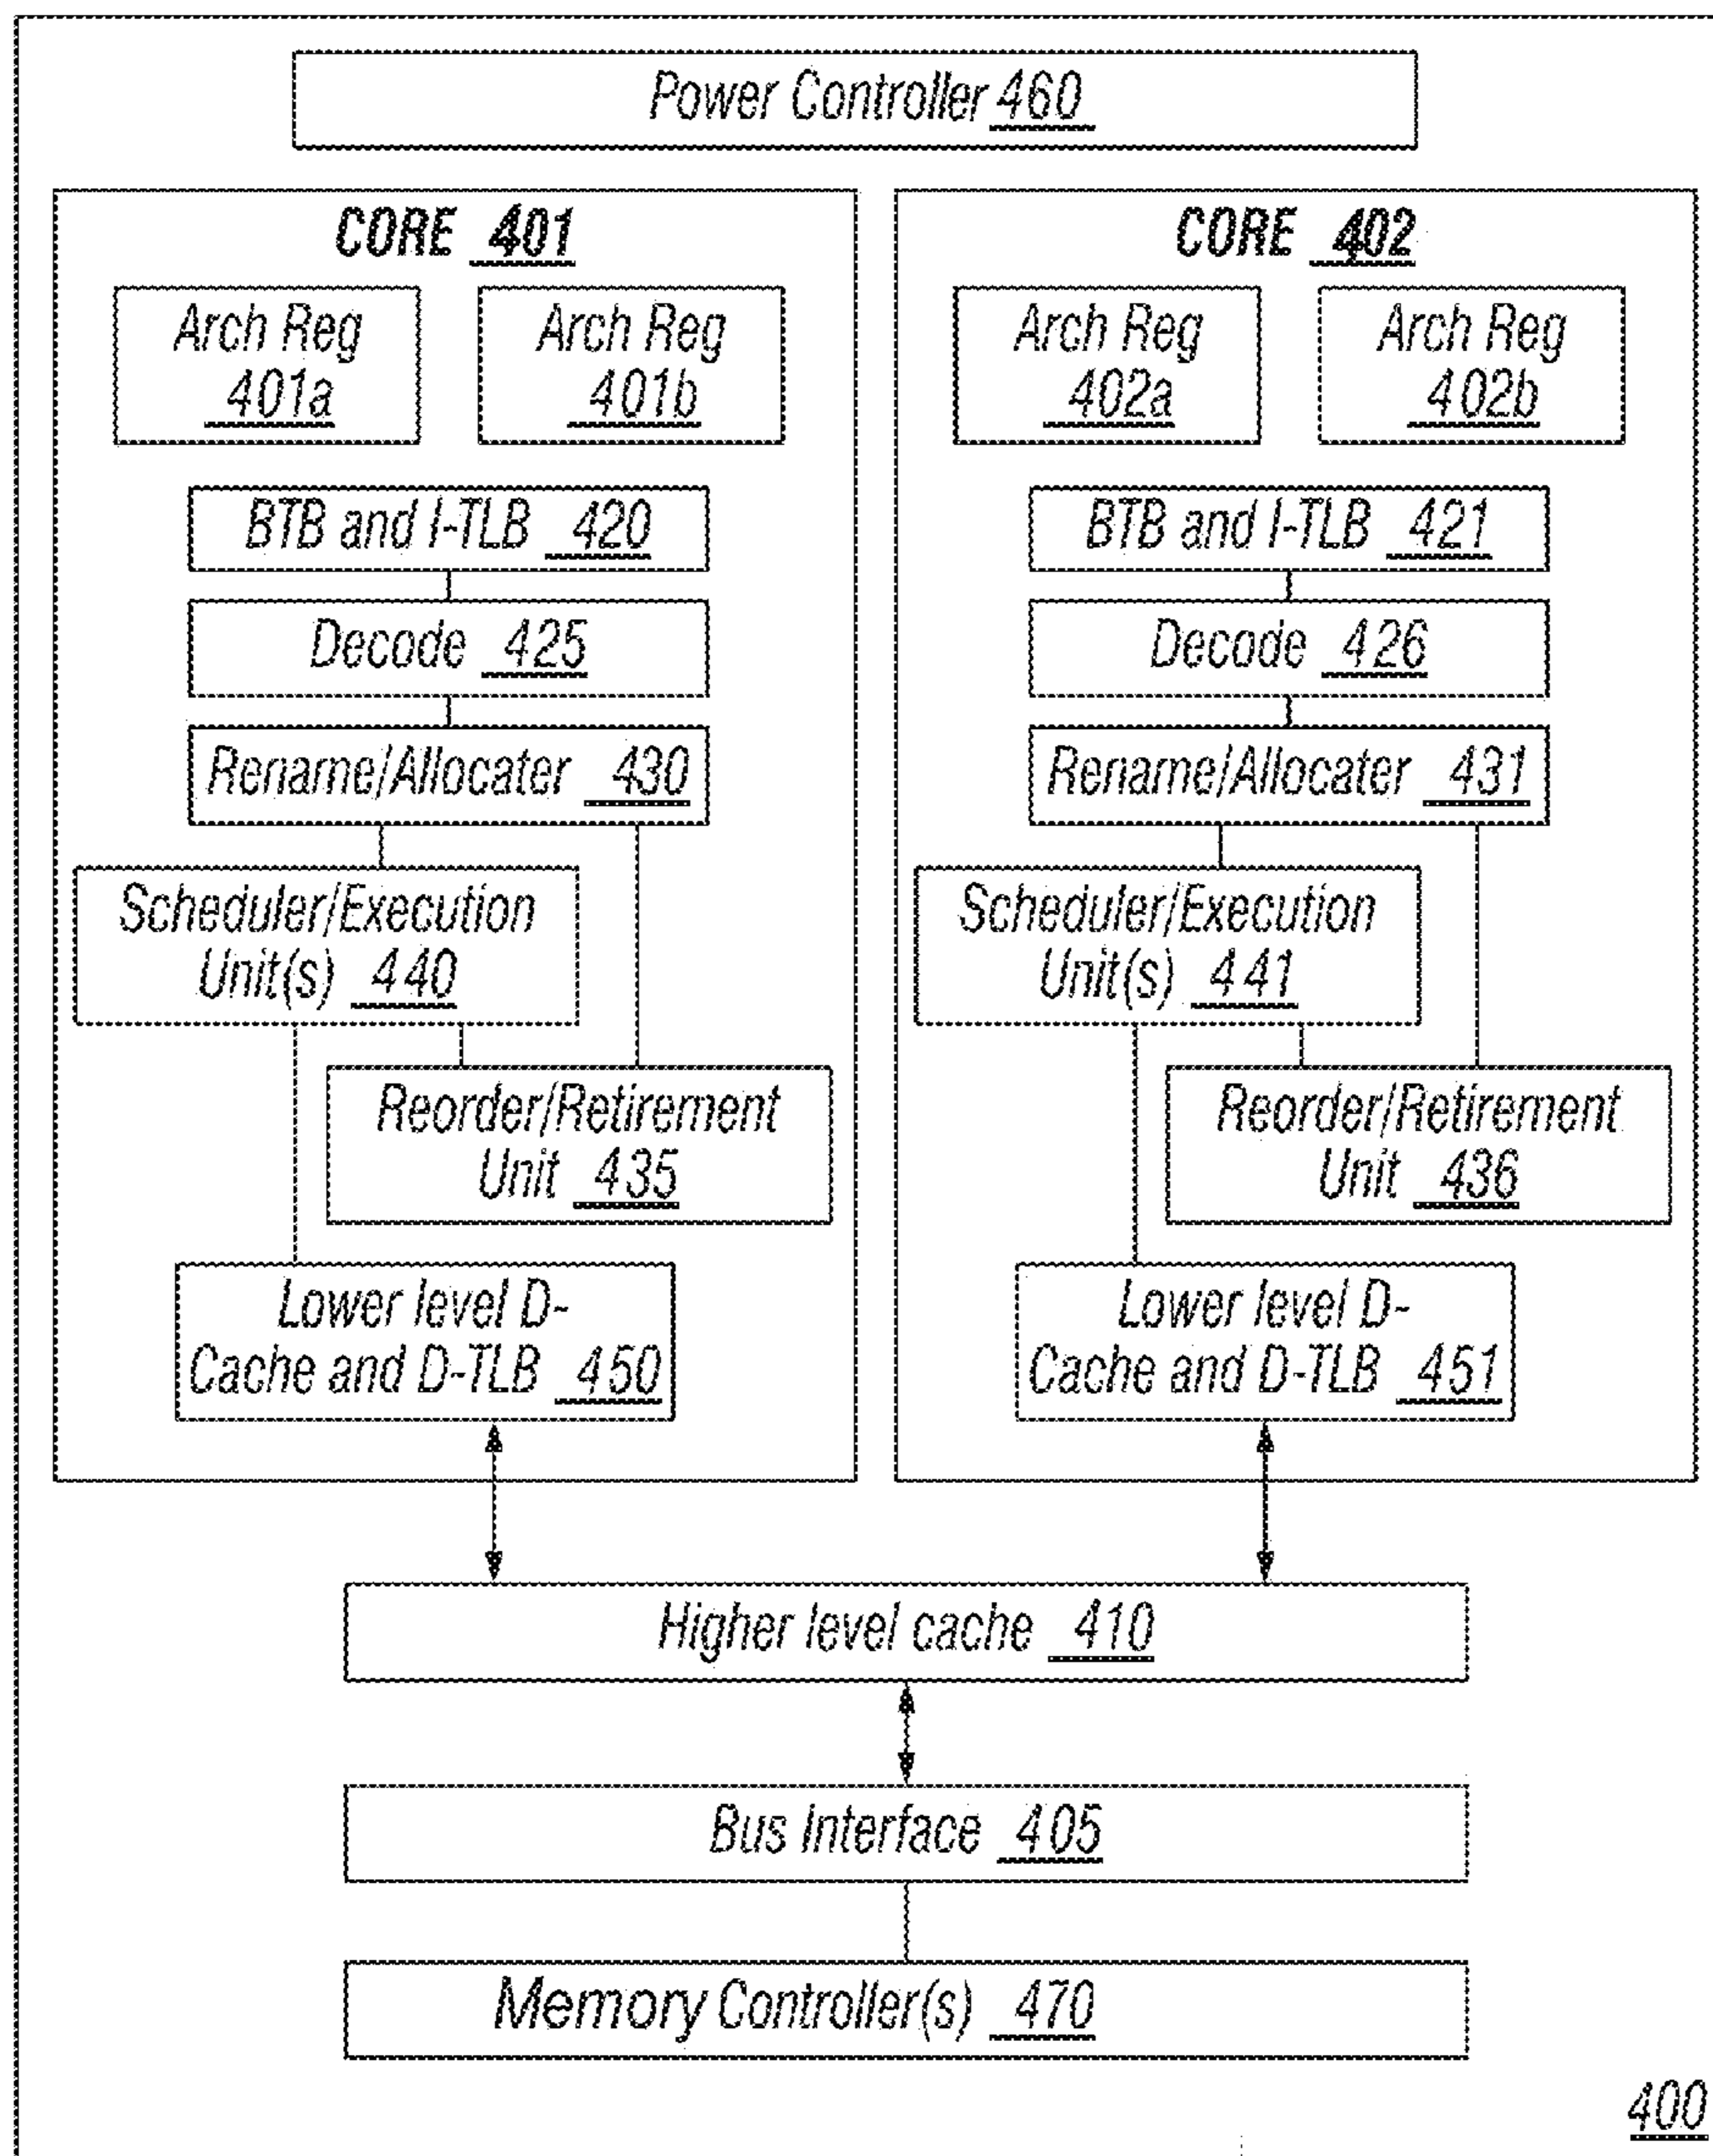 Power Controller 460
CORE 401
Arch Reg
401a
Arch Reg
401b
BTB and I-TLB 420
Decode 425
Rename/Allocater 430
Scheduler/Execution
Unit(s) 440
Reorder/Retirement
Unit 435
Lower level D-
Cache and D-TLB 450
CORE 402
Arch Reg
402a
Arch Reg
402b
BTB and I-TLB 421
Decode 426
Rename/Allocater 431
Scheduler/Execution
Unit(s) 441
Reorder/Retirement
Unit 436
Lower level D-
Cache and D-TLB 451
Higher level cache 410
Bus Interface 405
Memory Controller(s) 470
400